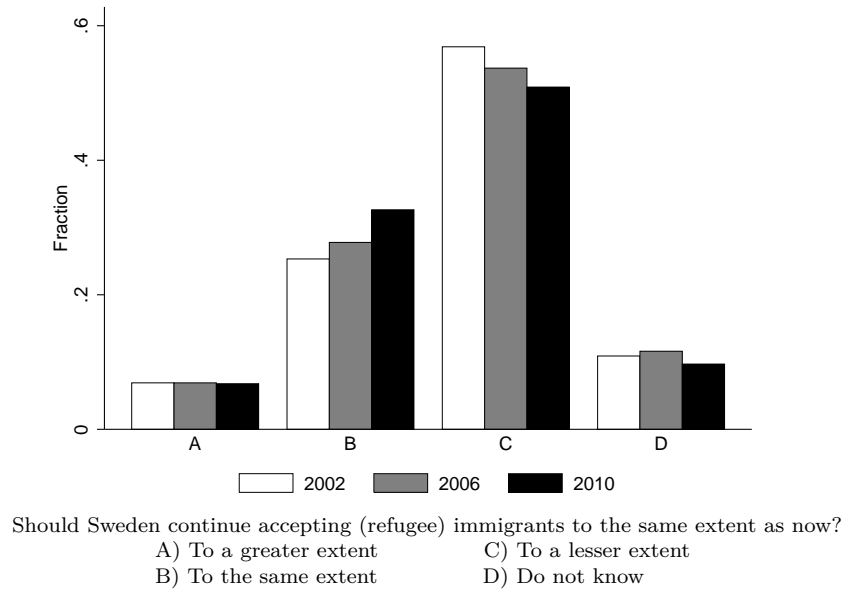 .6
.4
.2
0
Fraction
A B C D
2002 2006 2010
Should Sweden continue accepting (refugee) immigrants to the same extent as now?
A) To a greater extent C) To a lesser extent
B) To the same extent D) Do not know